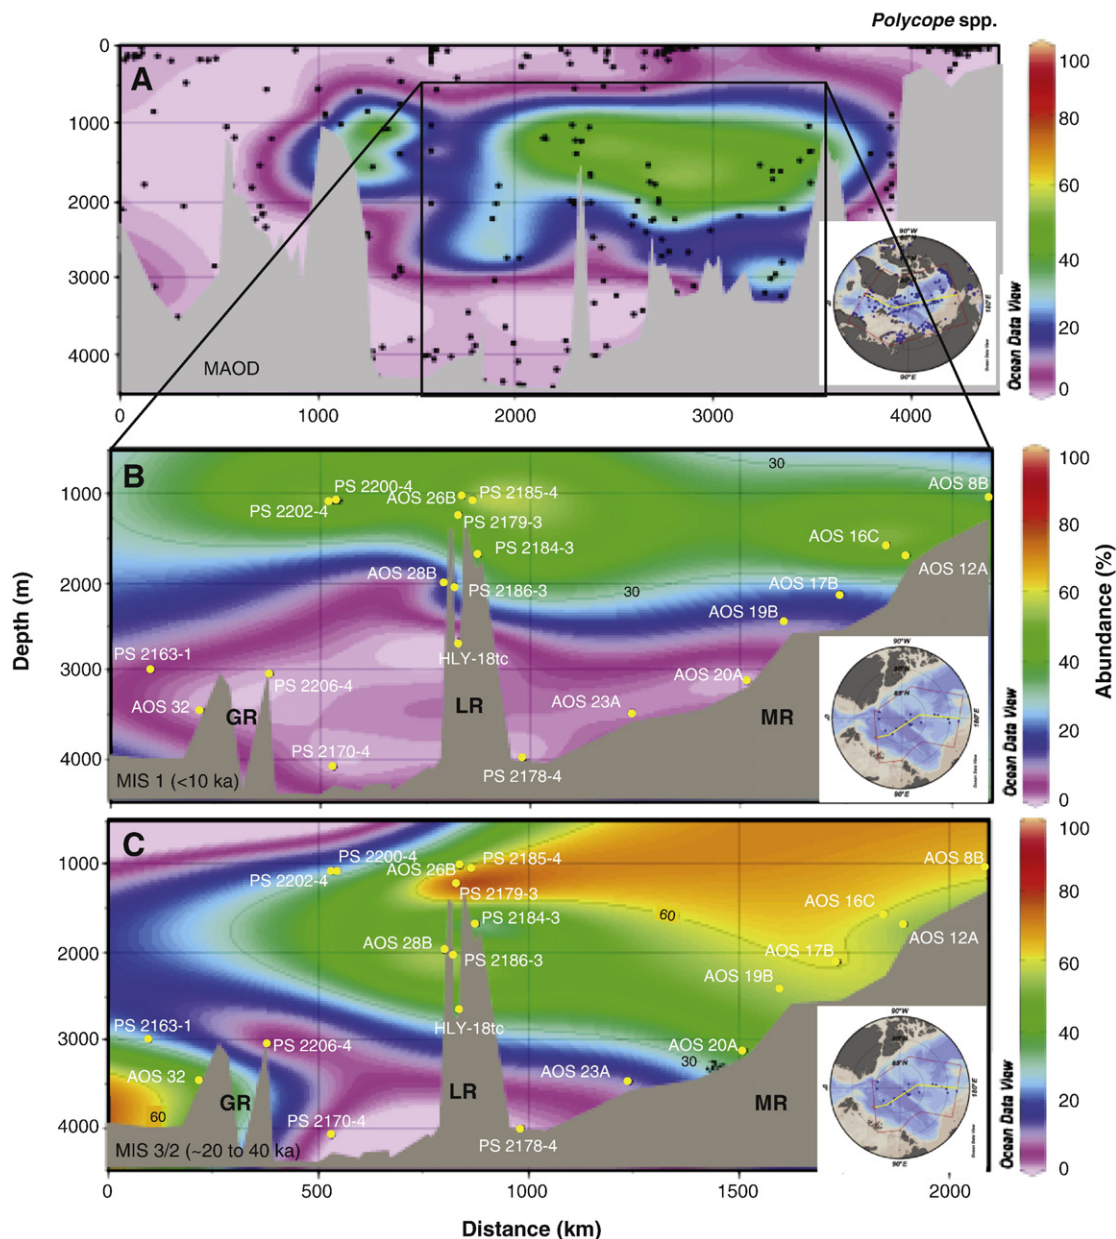 Polycope spp.
A
0
1000
2000
3000
4000
MAOD
0
1000
2000
3000
4000
90°W
180°E
90°E
Ocean Data View
100
80
60
40
20
0
B
30
PS 2200-4
AOS 26B
PS 2185-4
AOS 8B
PS 2202-4
PS 2179-3
AOS 16C
PS 2184-3
AOS 12A
AOS 28B
AOS 17B
PS 2186-3
30
AOS 19B
PS 2163-1
HLY-18tc
PS 2206-4
AOS 20A
AOS 32
GR
LR
AOS 23A
MR
PS 2170-4
PS 2178-4
MIS 1 (<10 ka)
1000
2000
3000
4000
90°W
180°E
90°E
Ocean Data View
100
80
60
40
20
0
Depth (m)
Abundance (%)
C
PS 2200-4
AOS 26B
PS 2185-4
AOS 8B
PS 2202-4
PS 2179-3
AOS 16C
60
PS 2184-3
AOS 12A
AOS 28B
AOS 17B
PS 2186-3
AOS 19B
PS 2163-1
HLY-18tc
PS 2206-4
AOS 20A
30
AOS 32
AOS 23A
GR
LR
MR
60
PS 2170-4
PS 2178-4
MIS 3/2 (~20 to 40 ka)
1000
2000
3000
4000
90°W
180°E
90°E
Ocean Data View
100
80
60
40
20
0
0
500
1000
1500
2000
Distance (km)